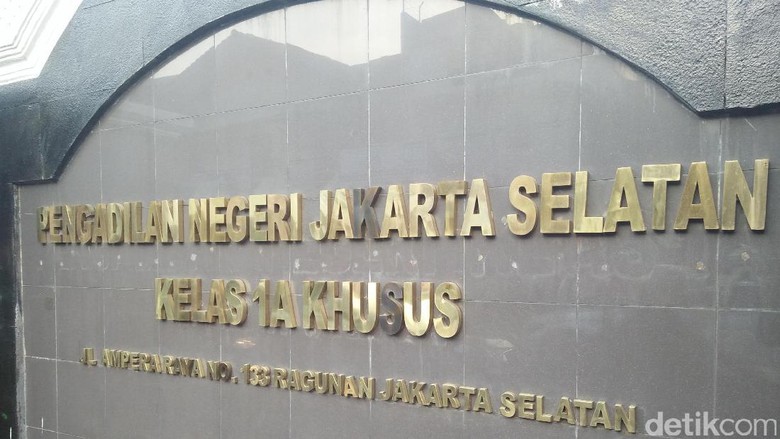 PENGADILAN NEGERI JAKARTA SELATAN
KELAS 1A KHUSUS
JL. AMPERA RAYA NO. 133 RAGUNAN JAKARTA SELATAN
detikcom